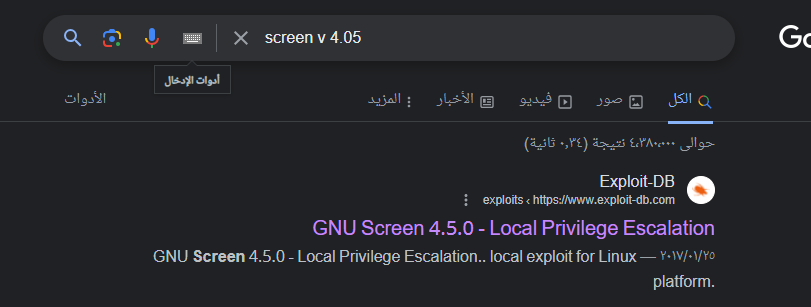 screen v 4.05
Go
أدوات الإدخال
الكل
صور
ڤيديو
الأخبار
المزيد
الأدوات
حوالى ٤٬٣٨٠٬٠٠٠ نتيجة (٠٫٣٤ ثانية)
Exploit-DB
https://www.exploit-db.com › exploits
GNU Screen 4.5.0 - Local Privilege Escalation
٢٥‏/٠١‏/٢٠١٧ — GNU Screen 4.5.0 - Local Privilege Escalation.. local exploit for Linux
platform.